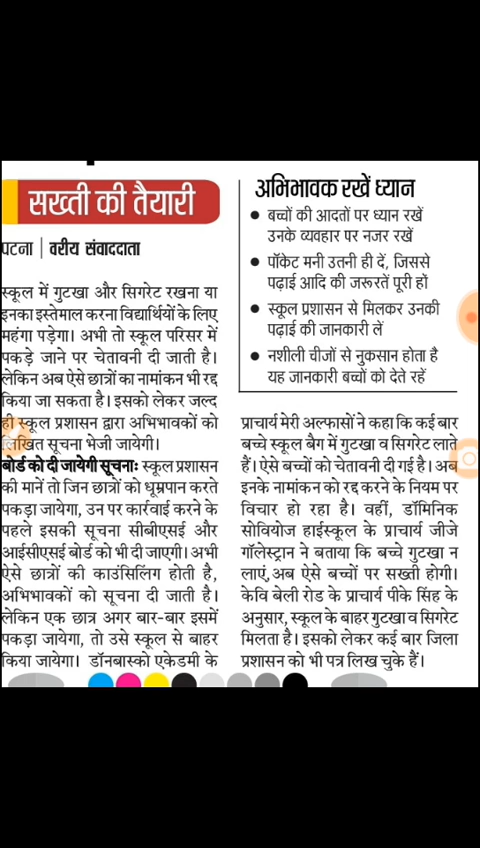 सख्ती की तैयारी
पटना | वरीय संवाददाता
स्कूल में गुटखा और सिगरेट रखना या
इनका इस्तेमाल करना विद्यार्थियों के लिए
महंगा पड़ेगा। अभी तो स्कूल परिसर में
पकड़े जाने पर चेतावनी दी जाती है।
लेकिन अब ऐसे छात्रों का नामांकन भी रद्द
किया जा सकता है। इसको लेकर जल्द
ही स्कूल प्रशासन द्वारा अभिभावकों को
लिखित सूचना भेजी जायेगी।
बोर्ड को दी जायेगी सूचनाः स्कूल प्रशासन
की मानें तो जिन छात्रों को धूम्रपान करते
पकड़ा जायेगा, उन पर कार्रवाई करने के
पहले इसकी सूचना सीबीएसई और
आईसीएसई बोर्ड को भी दी जाएगी। अभी
ऐसे छात्रों की काउंसिलिंग होती है,
अभिभावकों को सूचना दी जाती है।
लेकिन एक छात्र अगर बार-बार इसमें
पकड़ा जायेगा, तो उसे स्कूल से बाहर
किया जायेगा। डॉनबास्को एकेडमी के
अभिभावक रखें ध्यान
● बच्चों की आदतों पर ध्यान रखें
उनके व्यवहार पर नजर रखें
● पॉकेट मनी उतनी ही दें, जिससे
पढ़ाई आदि की जरूरतें पूरी हों
● स्कूल प्रशासन से मिलकर उनकी
पढ़ाई की जानकारी लें
● नशीली चीजों से नुकसान होता है
यह जानकारी बच्चों को देते रहें
प्राचार्य मेरी अल्फासों ने कहा कि कई बार
बच्चे स्कूल बैग में गुटखा व सिगरेट लाते
हैं। ऐसे बच्चों को चेतावनी दी गई है। अब
इनके नामांकन को रद्द करने के नियम पर
विचार हो रहा है। वहीं, डॉमिनिक
सोवियोज हाईस्कूल के प्राचार्य जीजे
गॉलेस्ट्रान ने बताया कि बच्चे गुटखा न
लाएं, अब ऐसे बच्चों पर सख्ती होगी।
केवि बेली रोड के प्राचार्य पीके सिंह के
अनुसार, स्कूल के बाहर गुटखा व सिगरेट
मिलता है। इसको लेकर कई बार जिला
प्रशासन को भी पत्र लिख चुके हैं।